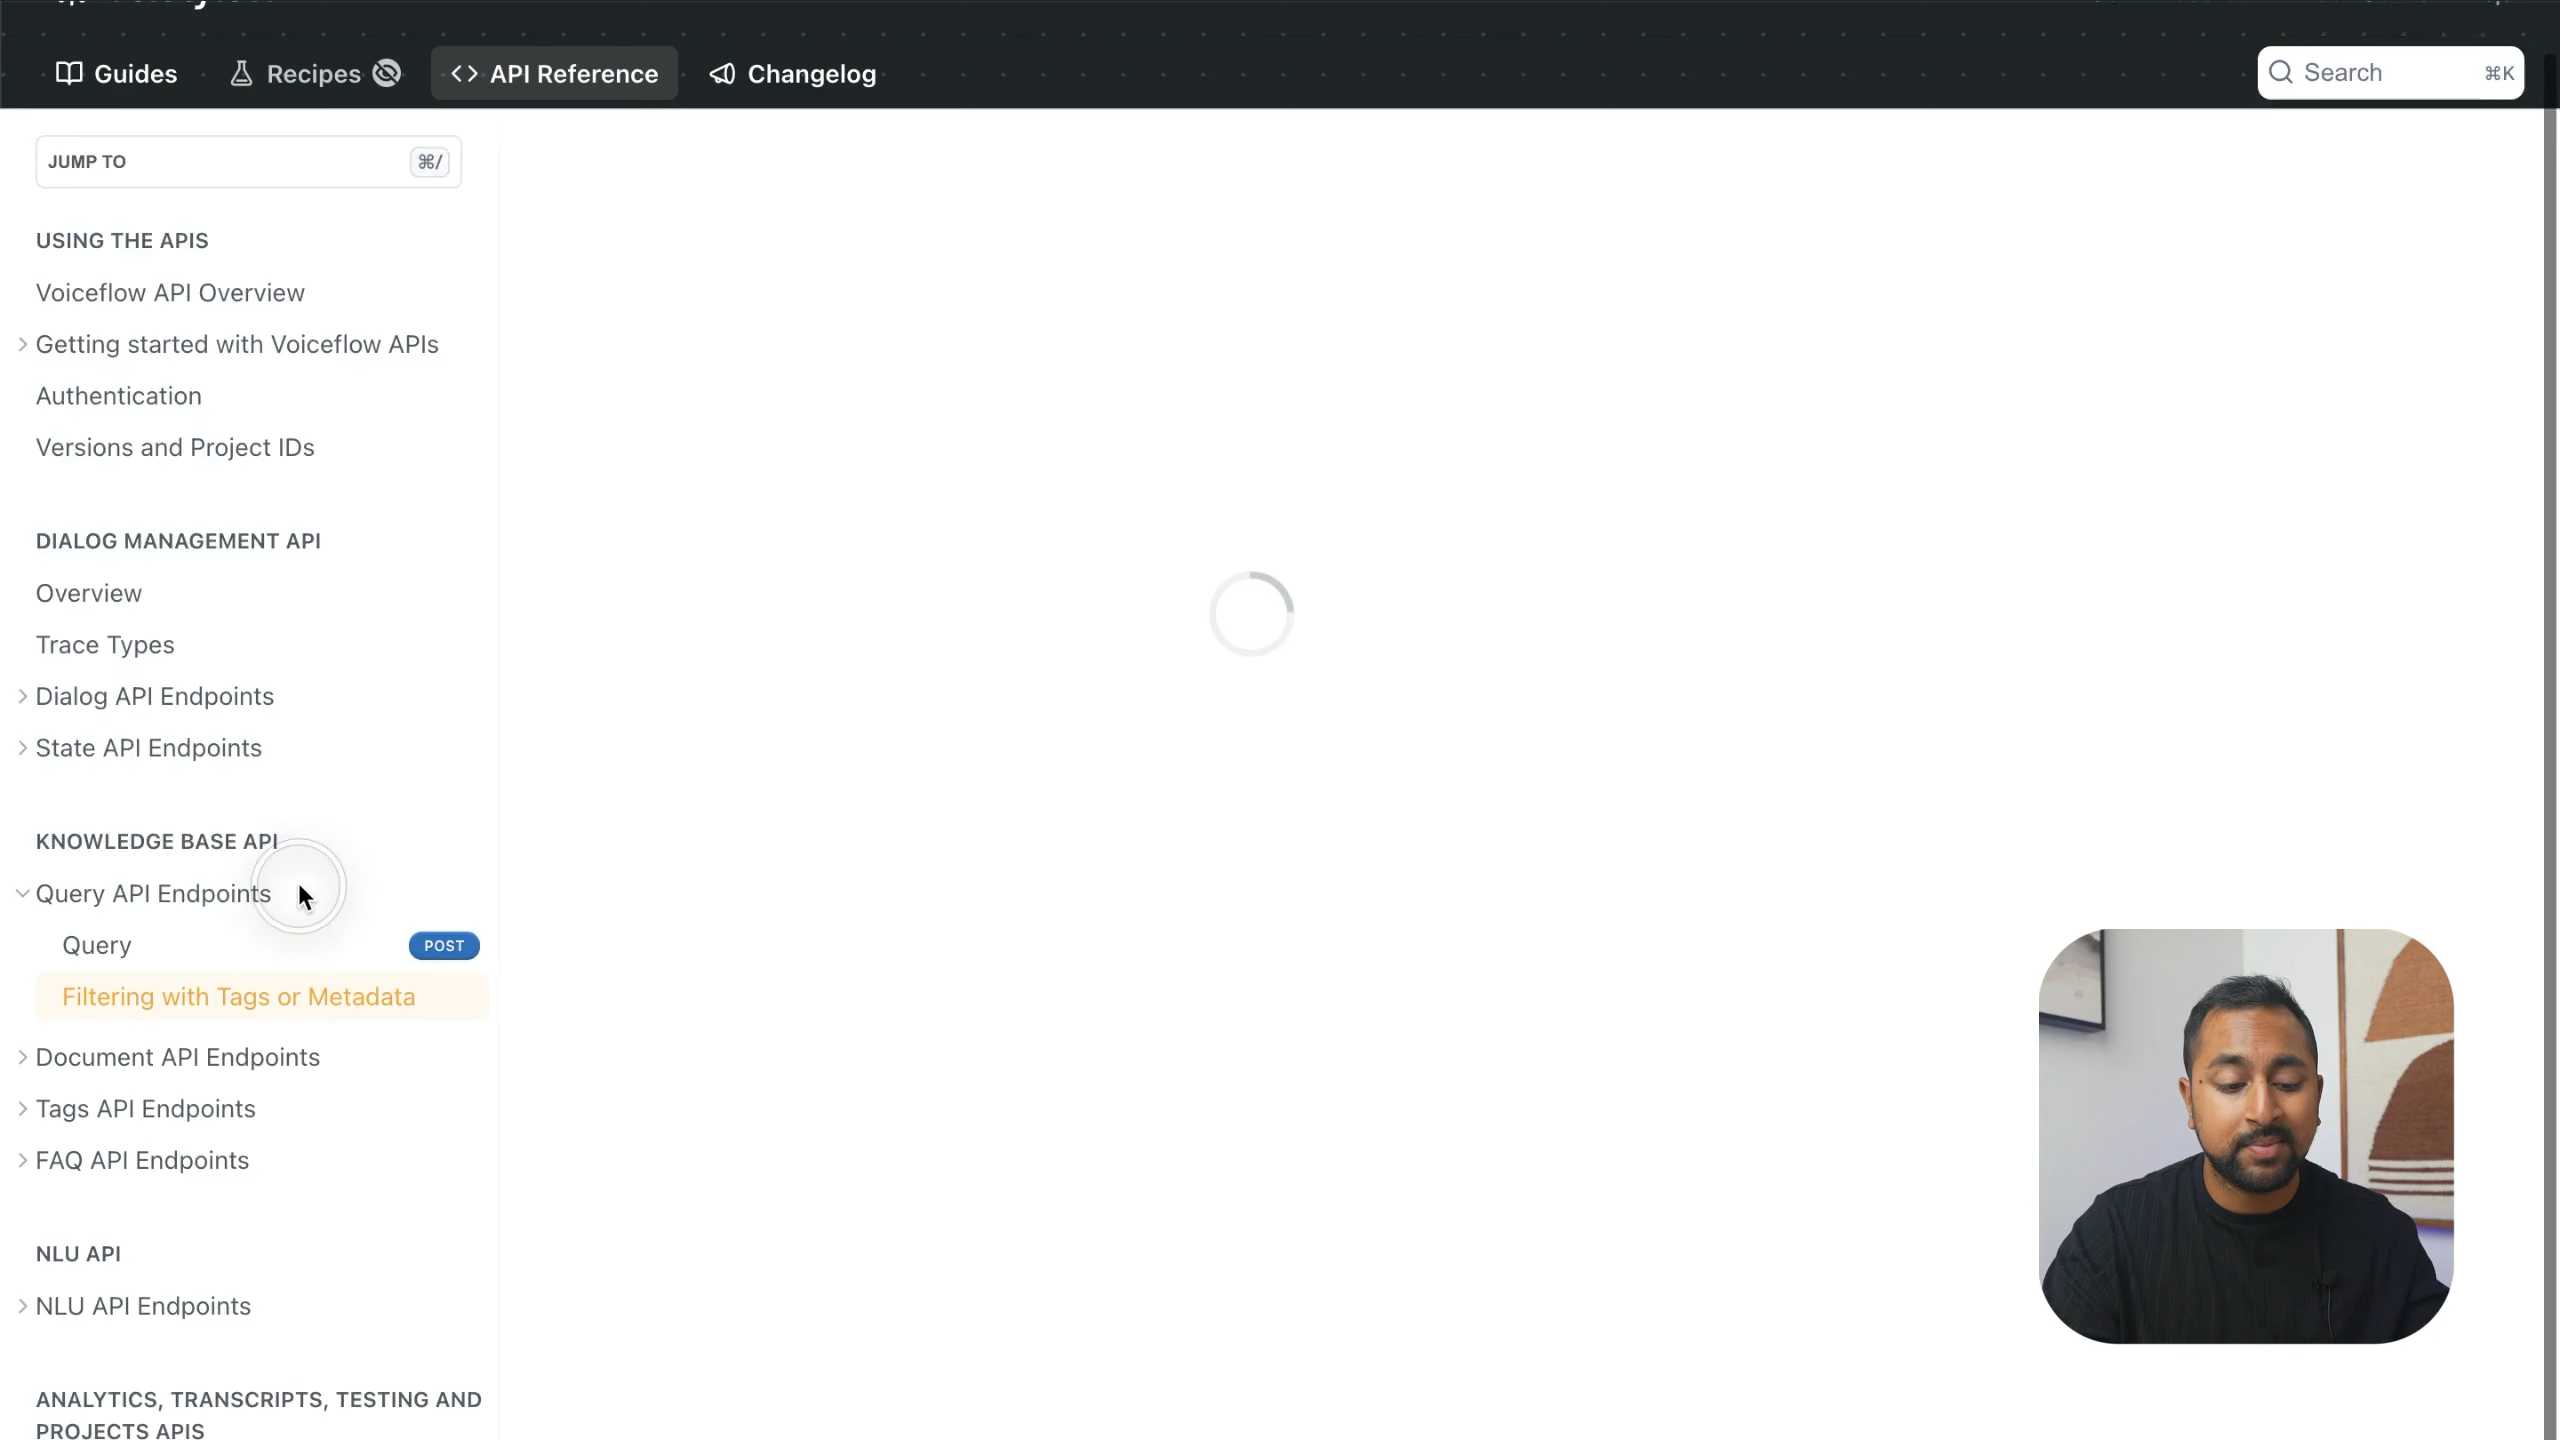 Guides
Recipes
API Reference
Changelog
Search ⌘K
JUMP TO ⌘/
USING THE APIS
Voiceflow API Overview
Getting started with Voiceflow APIs
Authentication
Versions and Project IDs
DIALOG MANAGEMENT API
Overview
Trace Types
Dialog API Endpoints
State API Endpoints
KNOWLEDGE BASE API
Query API Endpoints
Query POST
Filtering with Tags or Metadata
Document API Endpoints
Tags API Endpoints
FAQ API Endpoints
NLU API
NLU API Endpoints
ANALYTICS, TRANSCRIPTS, TESTING AND
PROJECTS APIS